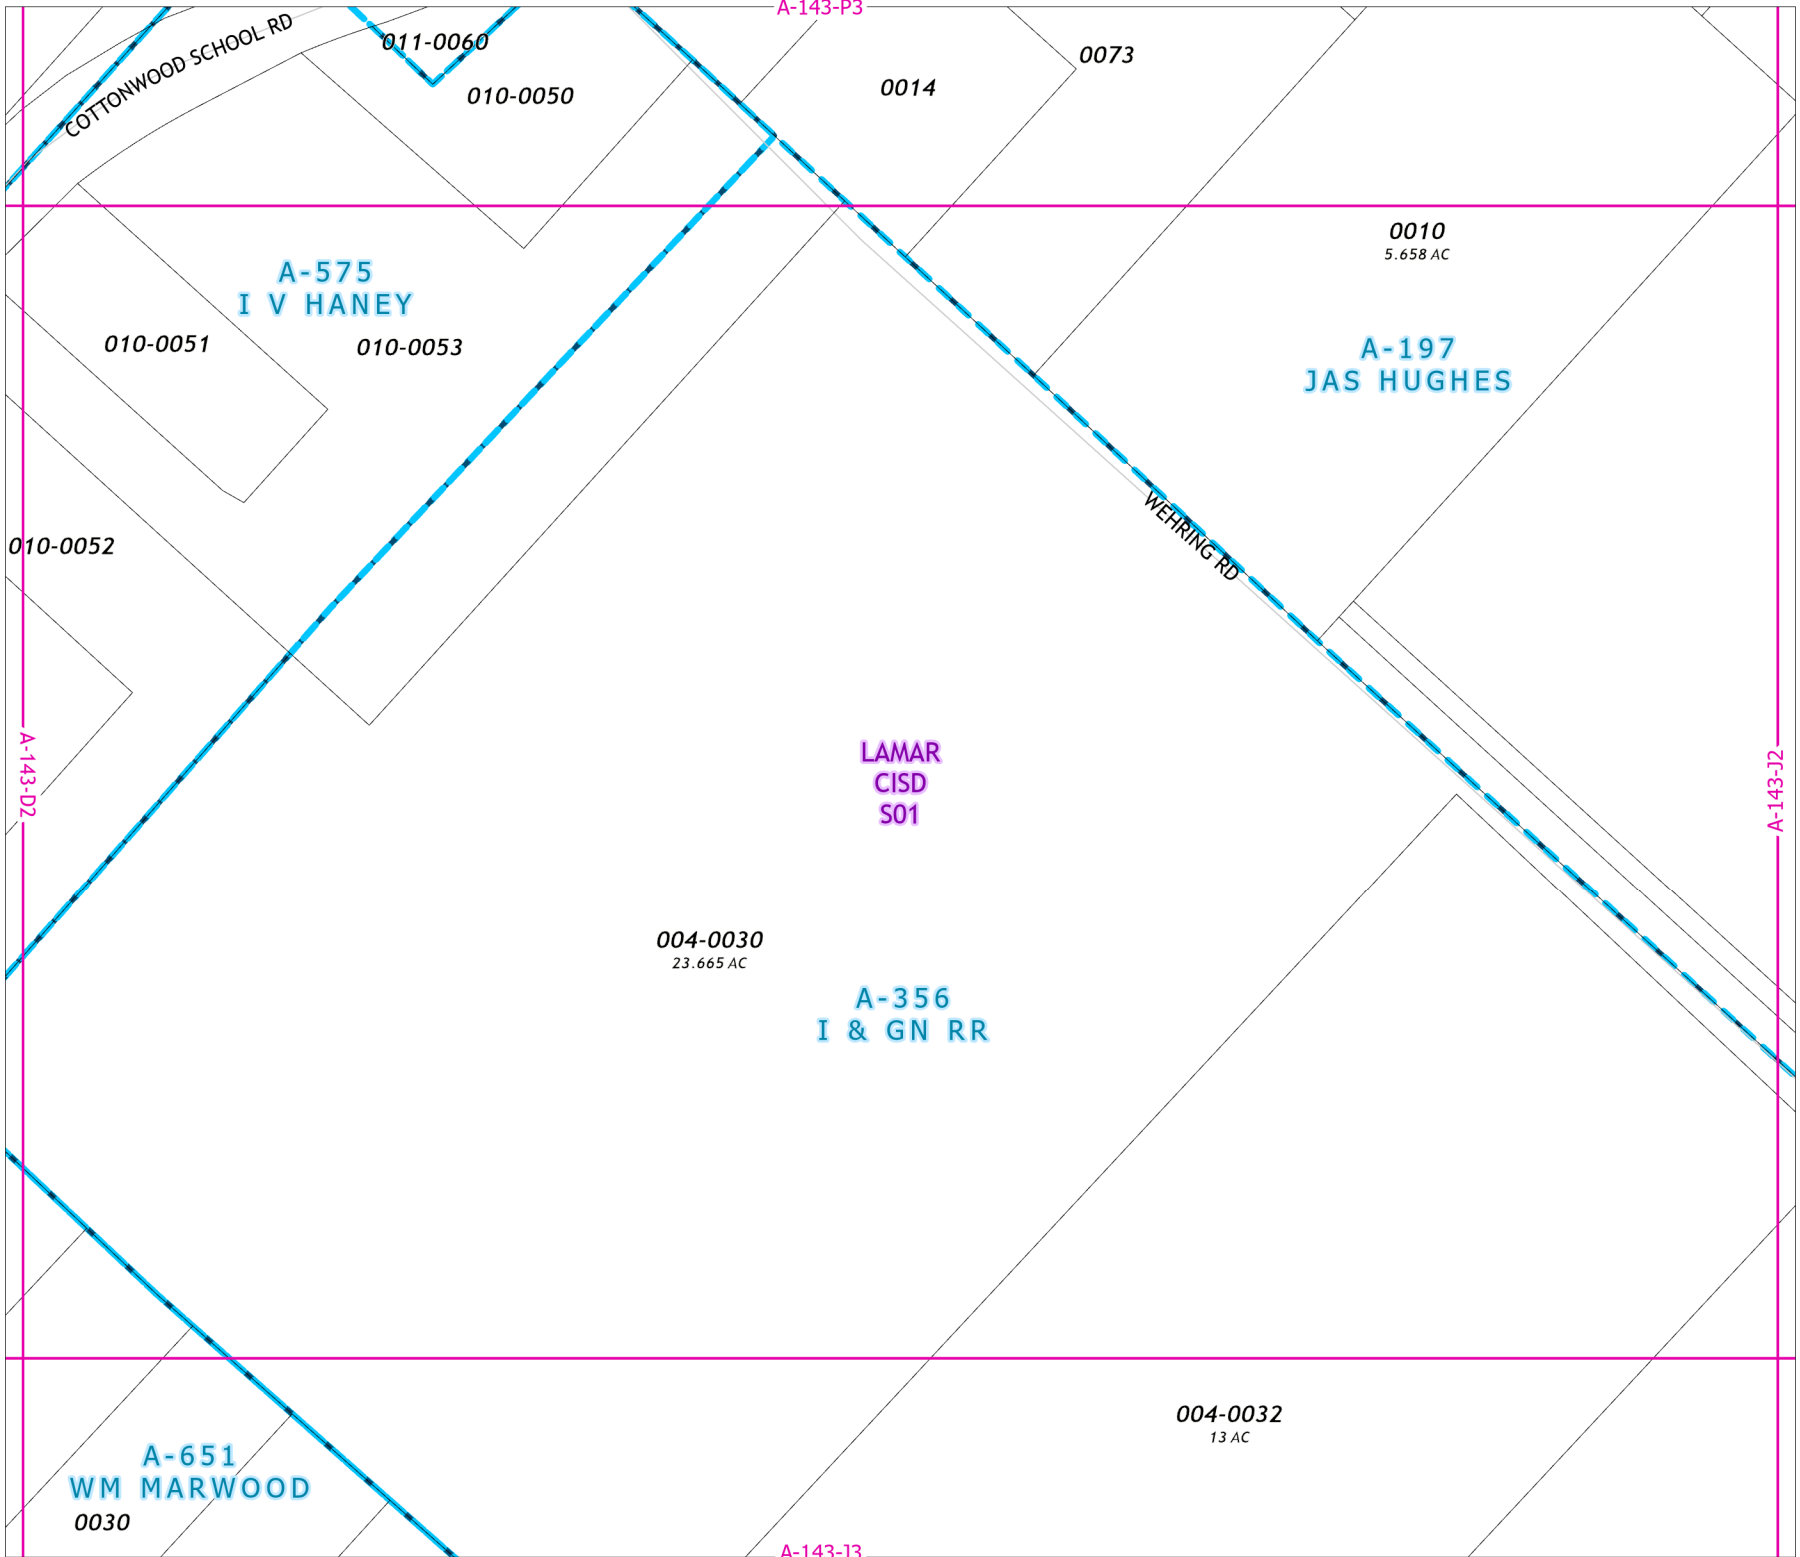 A-143-P3
COTTONWOOD SCHOOL RD
011-0060
010-0050
0014
0073
0010
5.658 AC
A-575
I V HANEY
010-0051
010-0053
A-197
JAS HUGHES
010-0052
WEHRING RD
A-143-D2
LAMAR
CISD
S01
A-143-J2
004-0030
23.665 AC
A-356
I & GN RR
004-0032
13 AC
A-651
WM MARWOOD
0030
A-143-J3